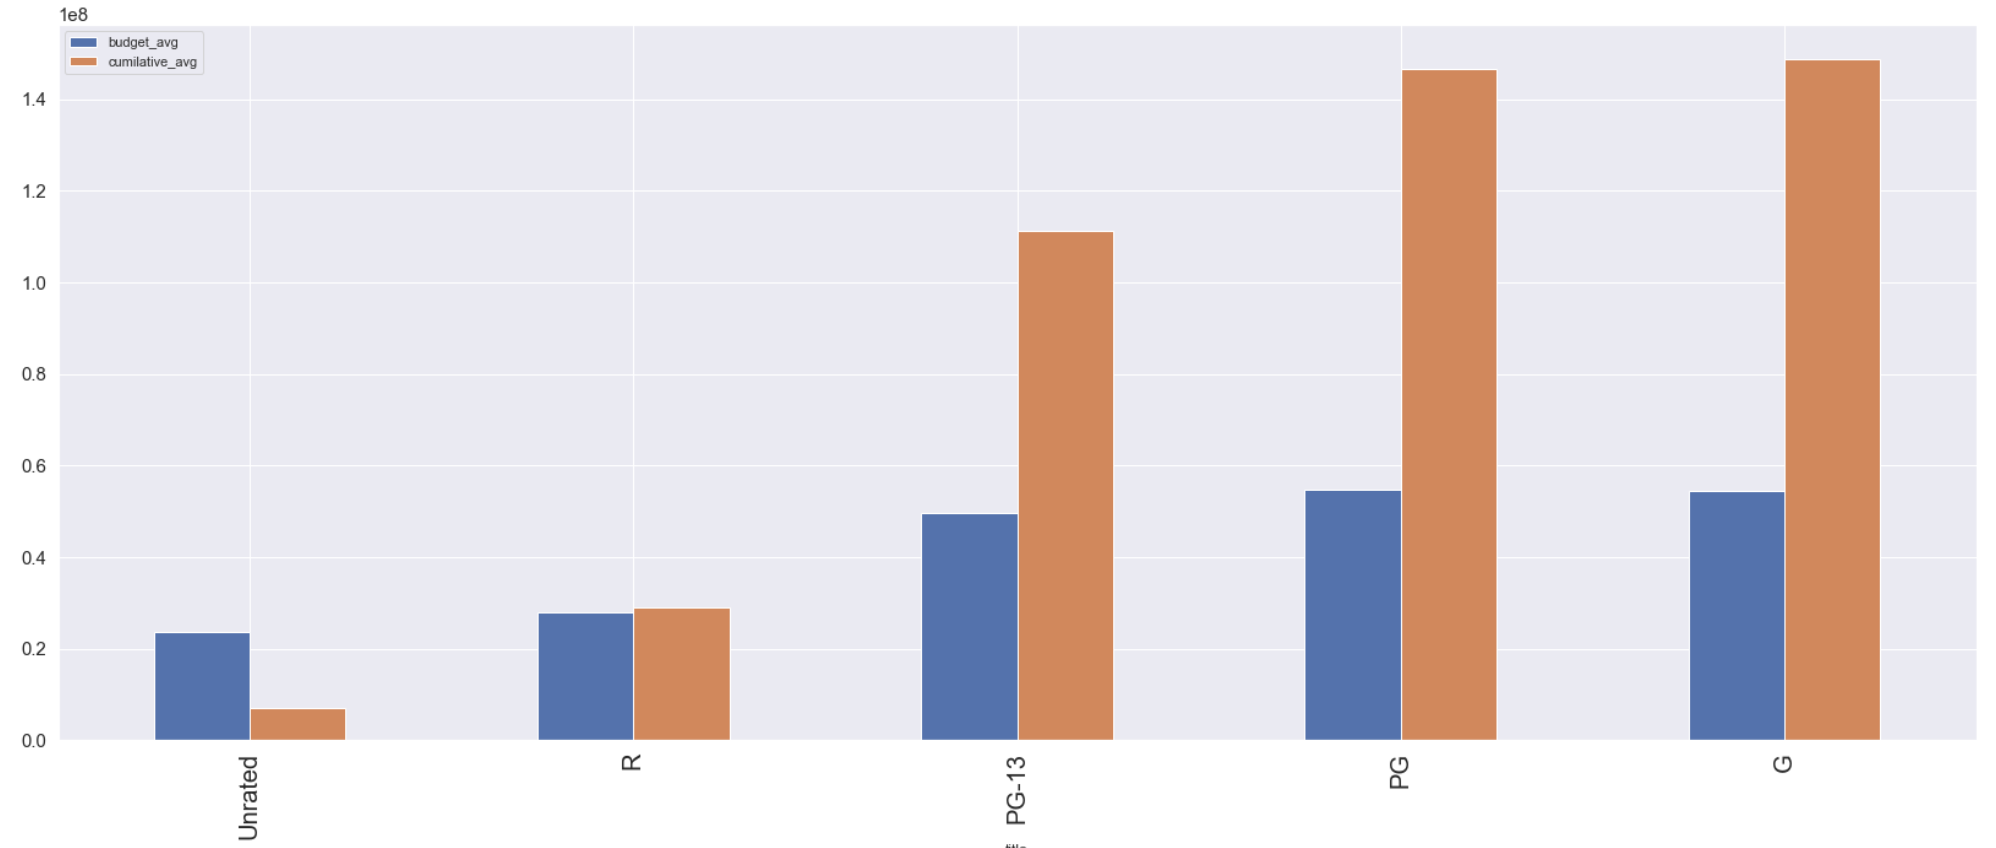 1e8
budget_avg
cumilative_avg
1.4
1.2
1.0
0.8
0.6
0.4
0.2
0.0
Unrated
R
PG-13
PG
G